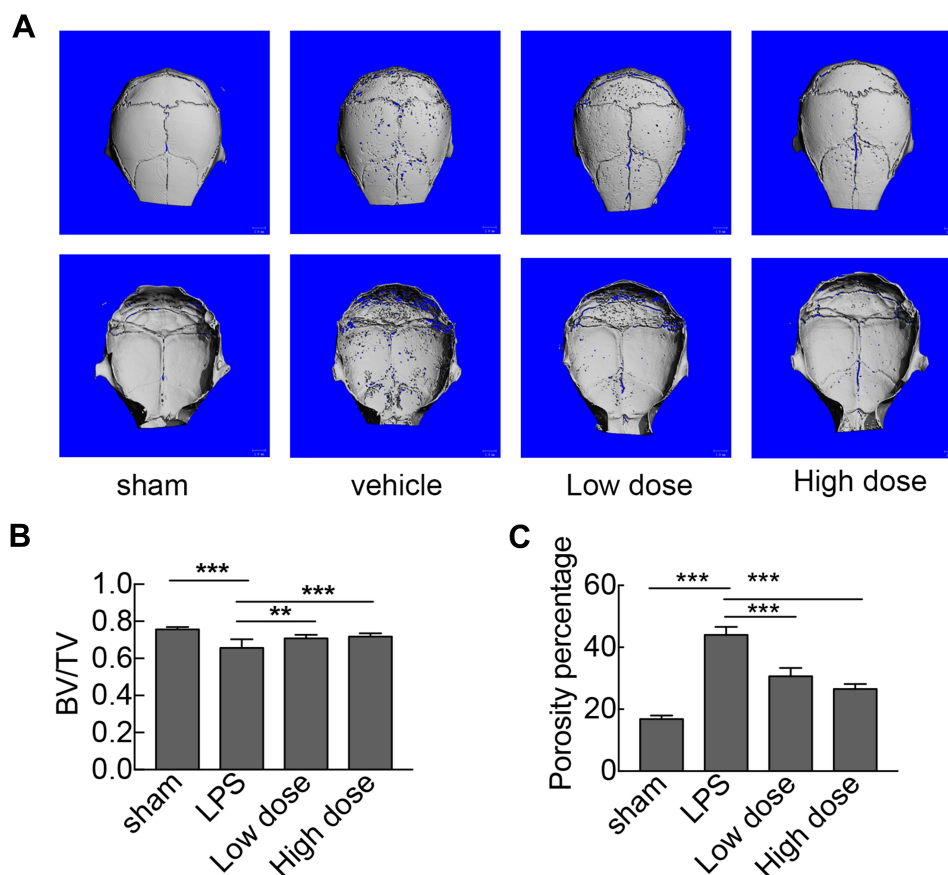 A
sham
vehicle
Low dose
High dose
B
BV/TV
1.0
0.8
0.6
0.4
0.2
0.0
***
***
**
sham
LPS
Low dose
High dose
C
Porosity percentage
60
40
20
0
***
***
***
sham
LPS
Low dose
High dose